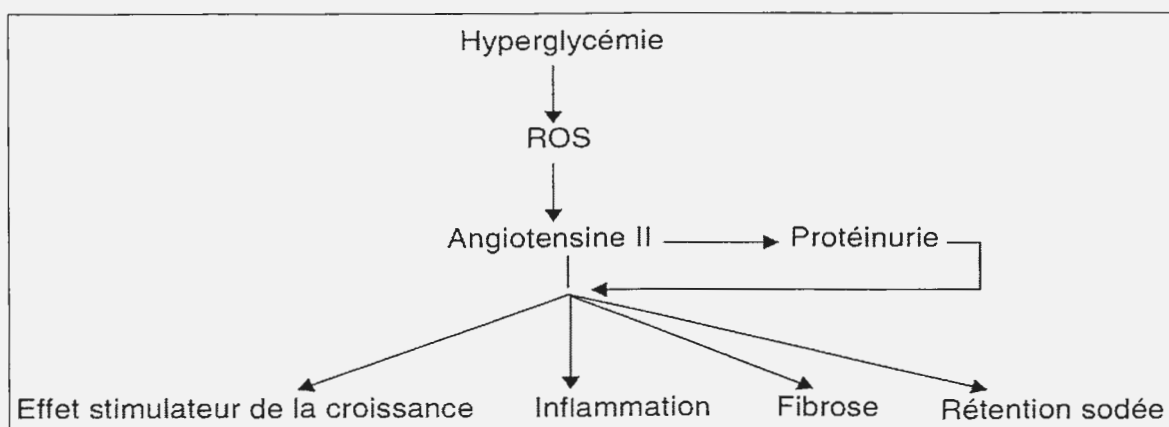 Hyperglycémie
ROS
Angiotensine II Protéinurie
Effet stimulateur de la croissance Inflammation Fibrose Rétention sodée